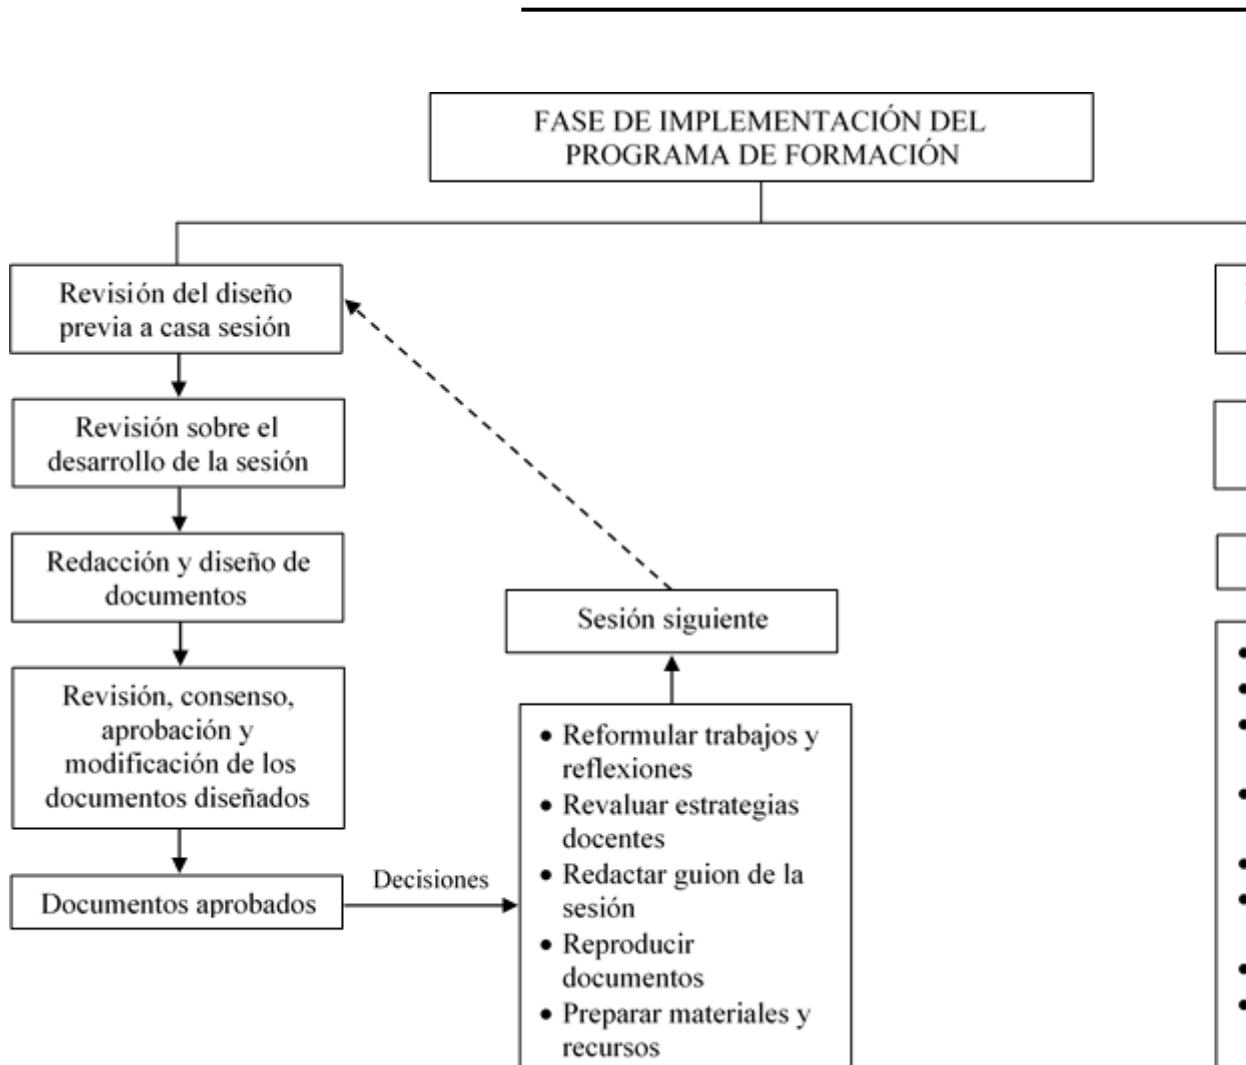 FASE DE IMPLEMENTACIÓN DEL
PROGRAMA DE FORMACIÓN
Revisión del diseño
previa a casa sesión
Revisión sobre el
desarrollo de la sesión
Redacción y diseño de
documentos
Revisión, consenso,
aprobación y
modificación de los
documentos diseñados
Documentos aprobados
Decisiones
Sesión siguiente
• Reformular trabajos y
reflexiones
• Revaluar estrategias
docentes
• Redactar guion de la
sesión
• Reproducir
documentos
• Preparar materiales y
recursos